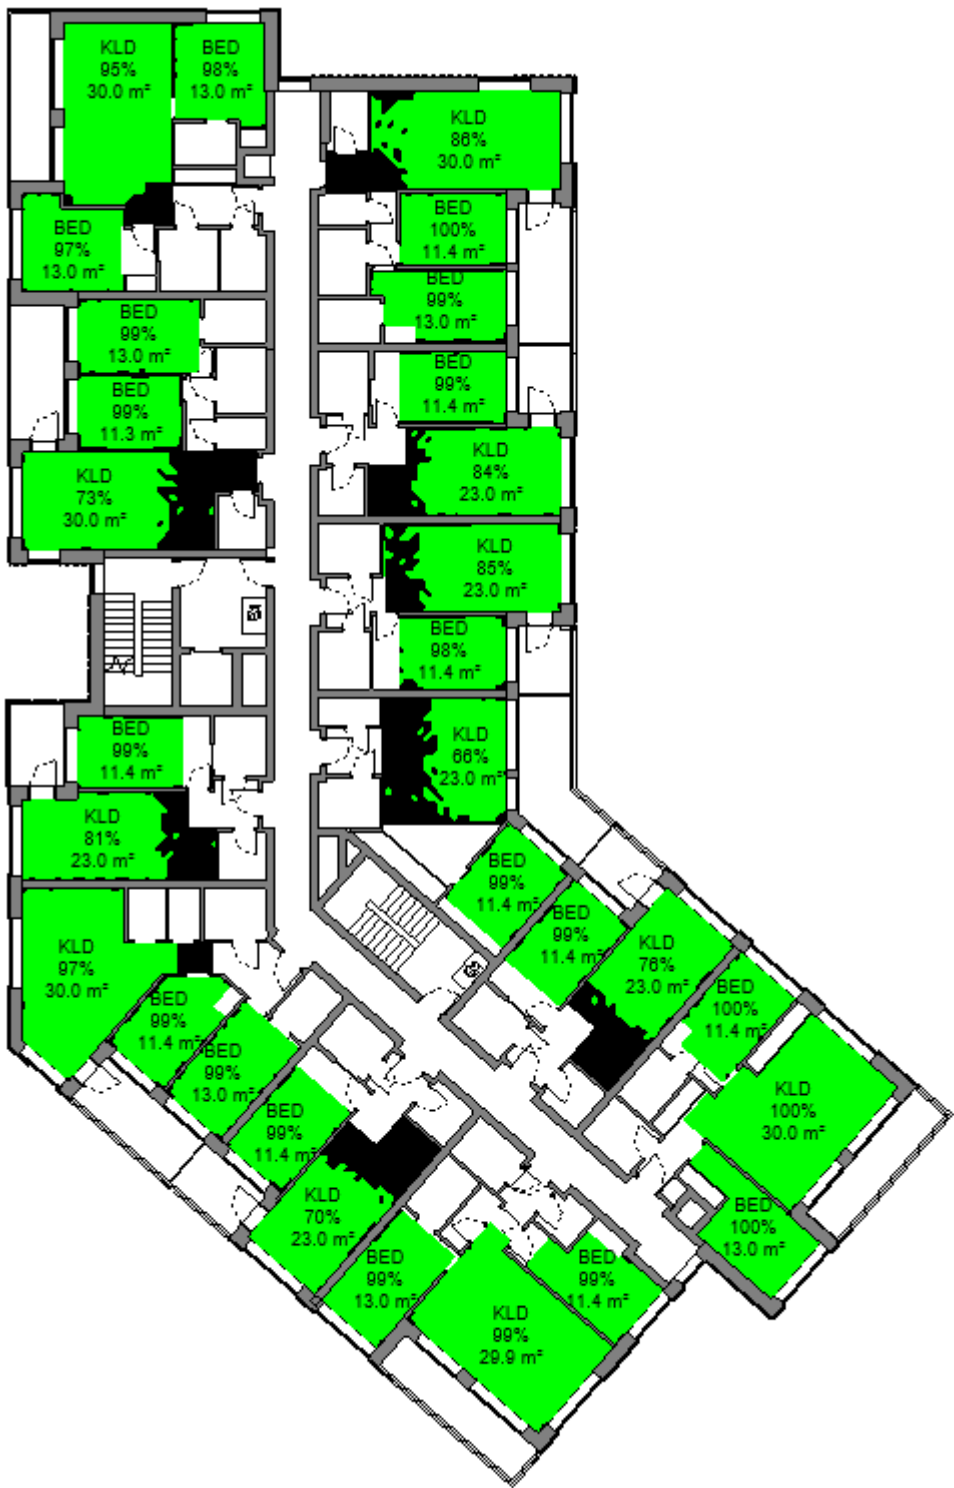 KLD
95%
30.0 m²
BED
98%
13.0 m²
KLD
86%
30.0 m²
BED
97%
13.0 m²
BED
100%
11.4 m²
BED
99%
13.0 m²
BED
99%
13.0 m²
BED
99%
11.3 m²
BED
99%
11.4 m²
KLD
73%
30.0 m²
KLD
84%
23.0 m²
KLD
85%
23.0 m²
BED
98%
11.4 m²
BED
99%
11.4 m²
KLD
66%
23.0 m²
KLD
81%
23.0 m²
BED
99%
11.4 m²
BED
99%
11.4 m²
KLD
76%
23.0 m²
KLD
97%
30.0 m²
BED
100%
11.4 m²
BED
99%
11.4 m²
BED
99%
13.0 m²
KLD
100%
30.0 m²
BED
99%
11.4 m²
KLD
70%
23.0 m²
BED
100%
13.0 m²
BED
99%
13.0 m²
BED
99%
11.4 m²
KLD
99%
29.9 m²